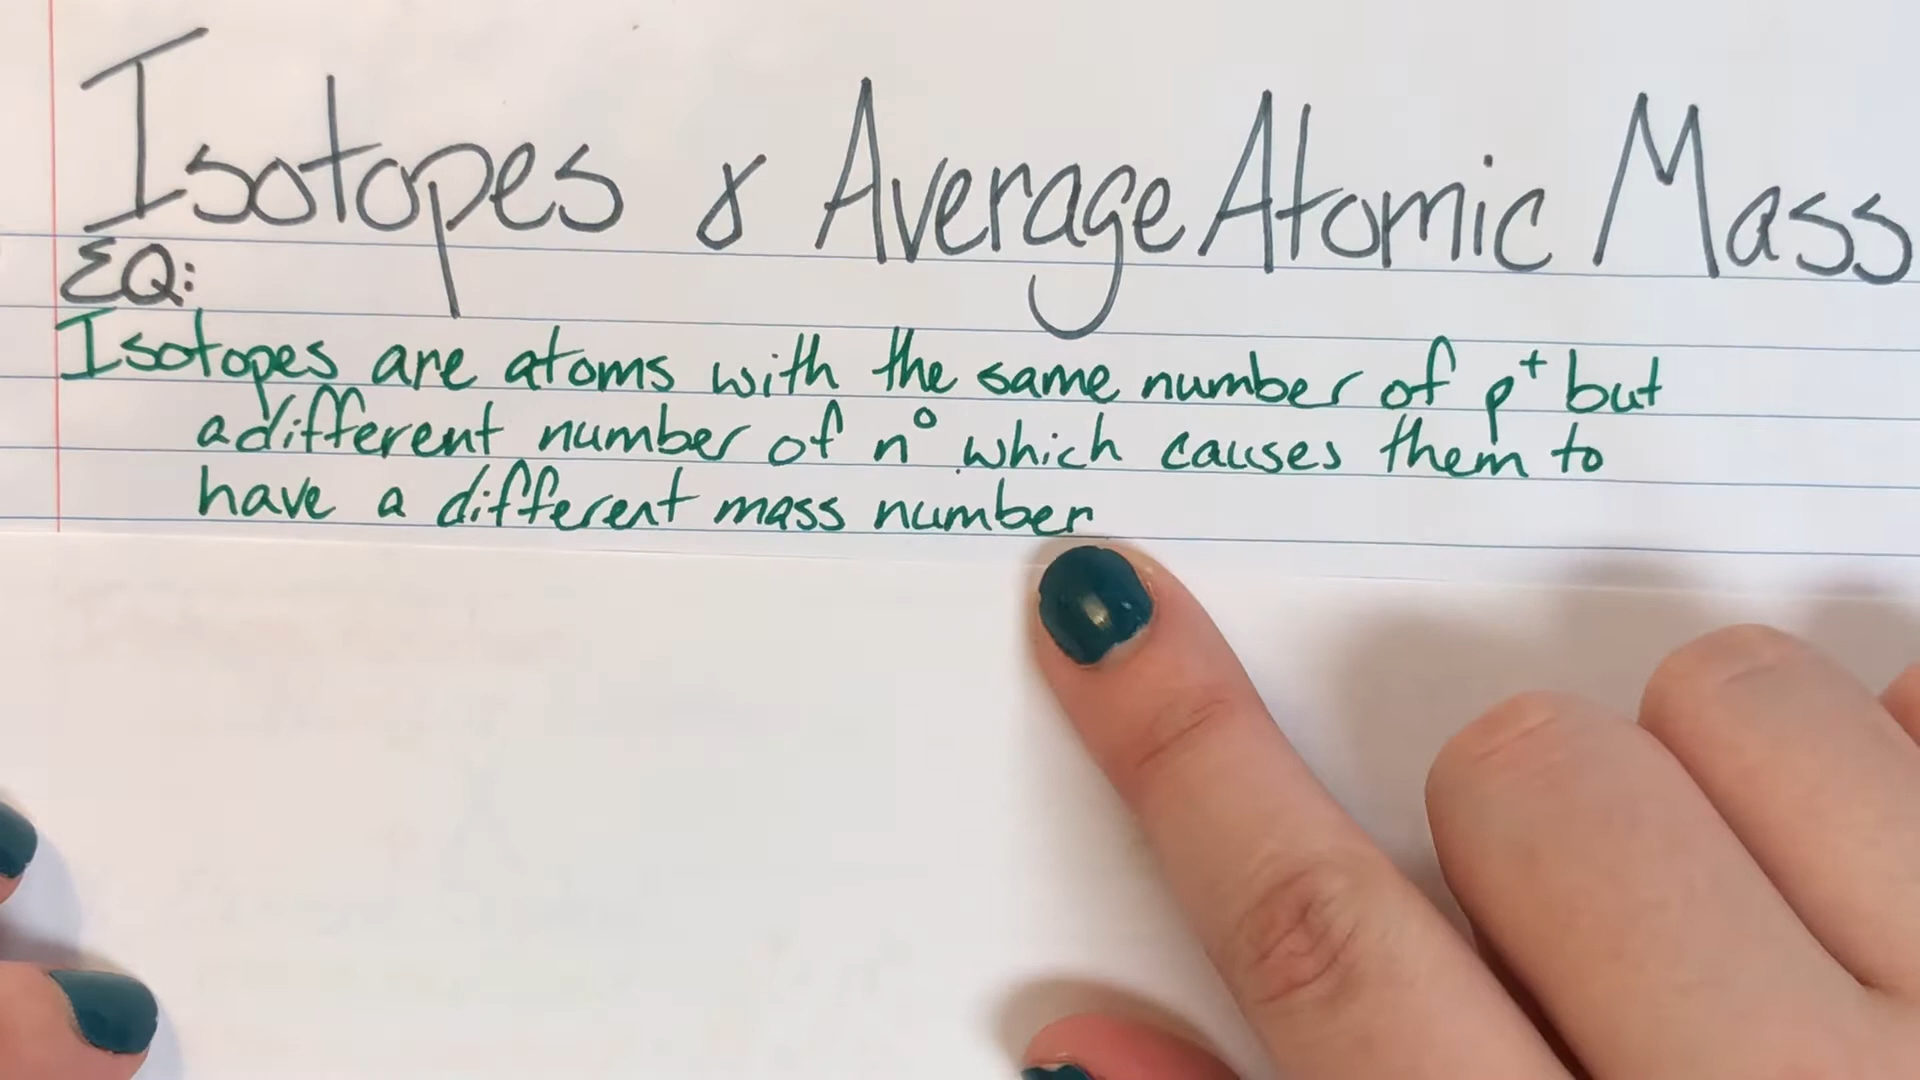 Isotopes & Average Atomic Mass
EQ:
Isotopes are atoms with the same number of p⁺ but
a different number of n⁰ which causes them to
have a different mass number